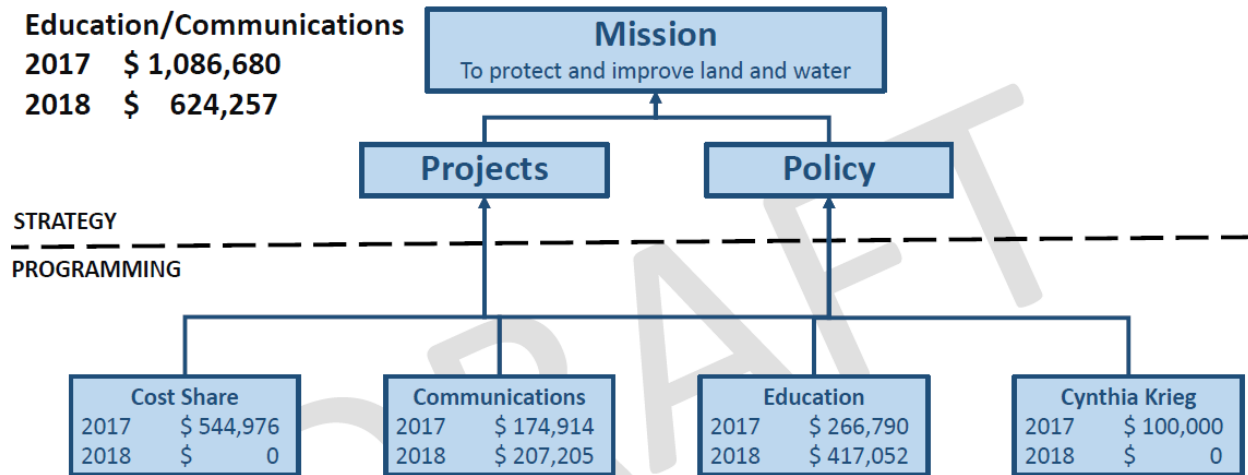 Education/Communications
2017 $ 1,086,680
2018 $ 624,257
Mission
To protect and improve land and water
Projects
Policy
STRATEGY
PROGRAMMING
DRAFT
Cost Share
2017 $ 544,976
2018 $ 0
Communications
2017 $ 174,914
2018 $ 207,205
Education
2017 $ 266,790
2018 $ 417,052
Cynthia Krieg
2017 $ 100,000
2018 $ 0